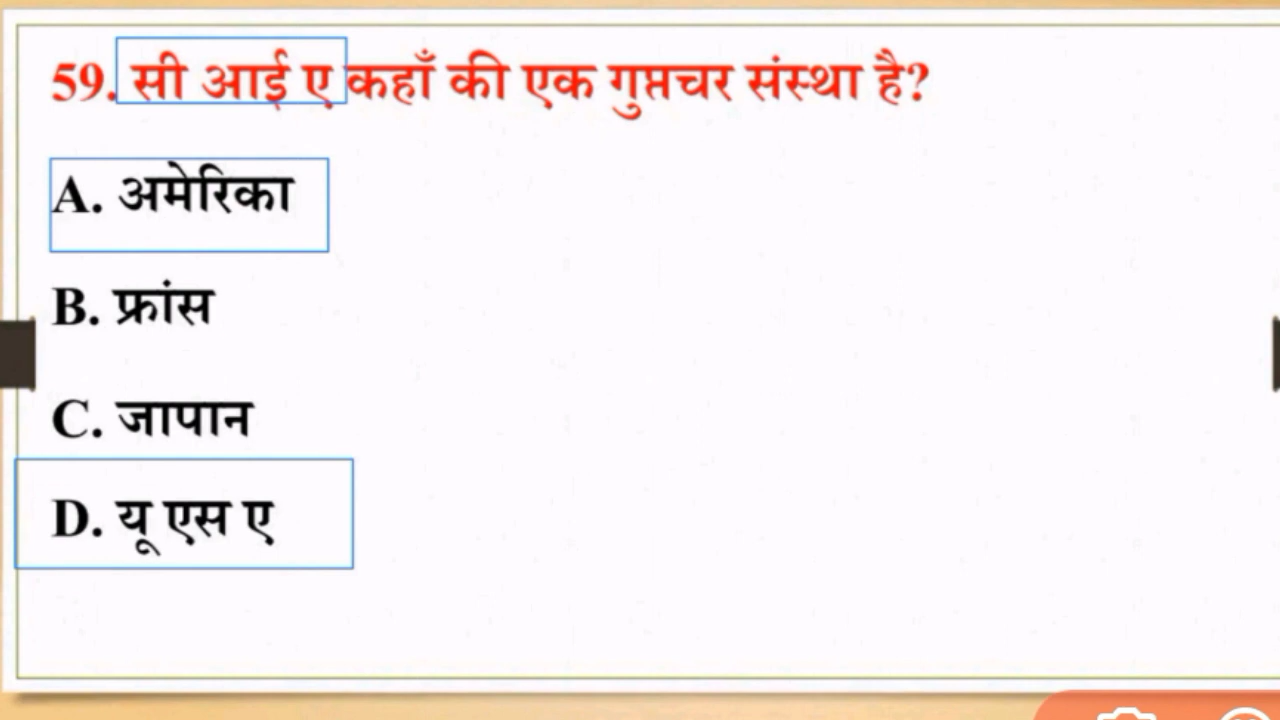 59. सी आई ए कहाँ की एक गुप्तचर संस्था है?
A. अमेरिका
B. फ्रांस
C. जापान
D. यू एस ए